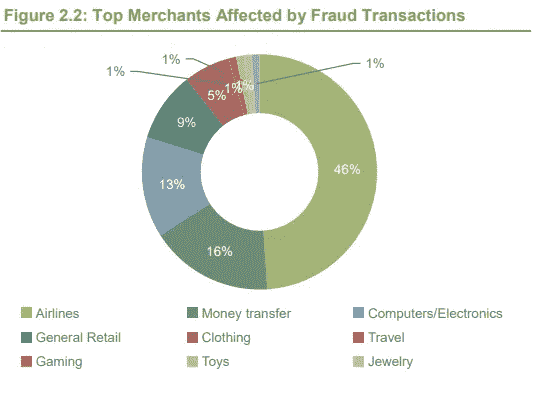 Figure 2.2: Top Merchants Affected by Fraud Transactions
1%
1%
1%
5%
1%
9%
46%
13%
16%
Airlines
Money transfer
Computers/Electronics
General Retail
Clothing
Travel
Gaming
Toys
Jewelry